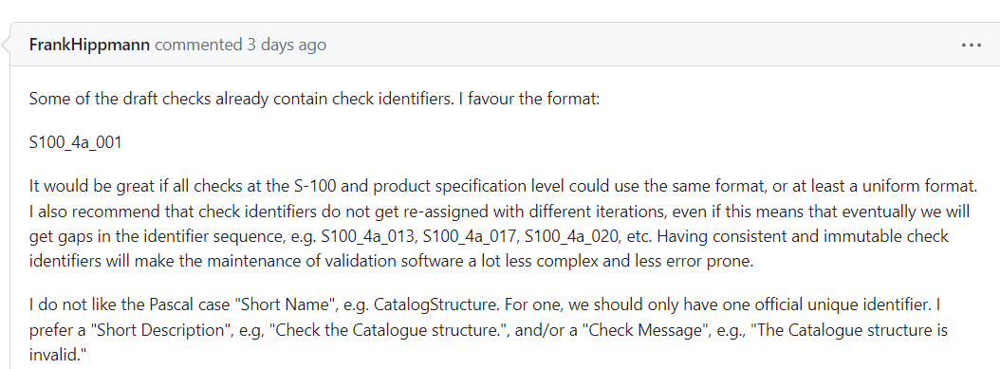 FrankHippmann commented 3 days ago
Some of the draft checks already contain check identifiers. I favour the format:
S100_4a_001
It would be great if all checks at the S-100 and product specification level could use the same format, or at least a uniform format.
I also recommend that check identifiers do not get re-assigned with different iterations, even if this means that eventually we will
get gaps in the identifier sequence, e.g. S100_4a_013, S100_4a_017, S100_4a_020, etc. Having consistent and immutable check
identifiers will make the maintenance of validation software a lot less complex and less error prone.
I do not like the Pascal case "Short Name", e.g. CatalogStructure. For one, we should only have one official unique identifier. I
prefer a "Short Description", e.g, "Check the Catalogue structure.", and/or a "Check Message", e.g., "The Catalogue structure is
invalid."